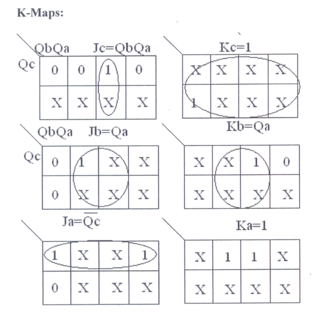 K-Maps:
QbQa Jc=QbQa Kc=1
Qc 0 0 1 0 X X X X
X X X X 1 X X X
QbQa Jb=Qa Kb=Qa
Qc 0 1 X X X X 1 0
0 X X X X X X X
Ja=Q̅c̅ Ka=1
1 X X 1 X 1 1 X
0 X X X X X X X